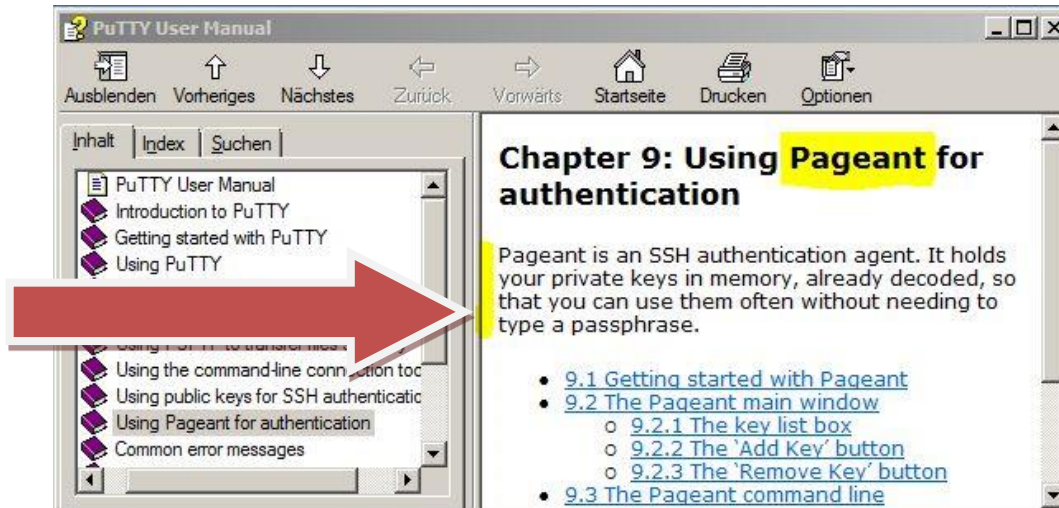 PuTTY User Manual
Ausblenden Vorheriges Nächstes Zurück Vorwärts Startseite Drucken Optionen
Inhalt Index Suchen
PuTTY User Manual
Introduction to PuTTY
Getting started with PuTTY
Using PuTTY
Using the command-line connection
Using public keys for SSH authenticatic
Using Pageant for authentication
Common error messages
Chapter 9: Using Pageant for
authentication
Pageant is an SSH authentication agent. It holds
your private keys in memory, already decoded, so
that you can use them often without needing to
type a passphrase.
9.1 Getting started with Pageant
9.2 The Pageant main window
9.2.1 The key list box
9.2.2 The `Add Key' button
9.2.3 The `Remove Key' button
9.3 The Pageant command line